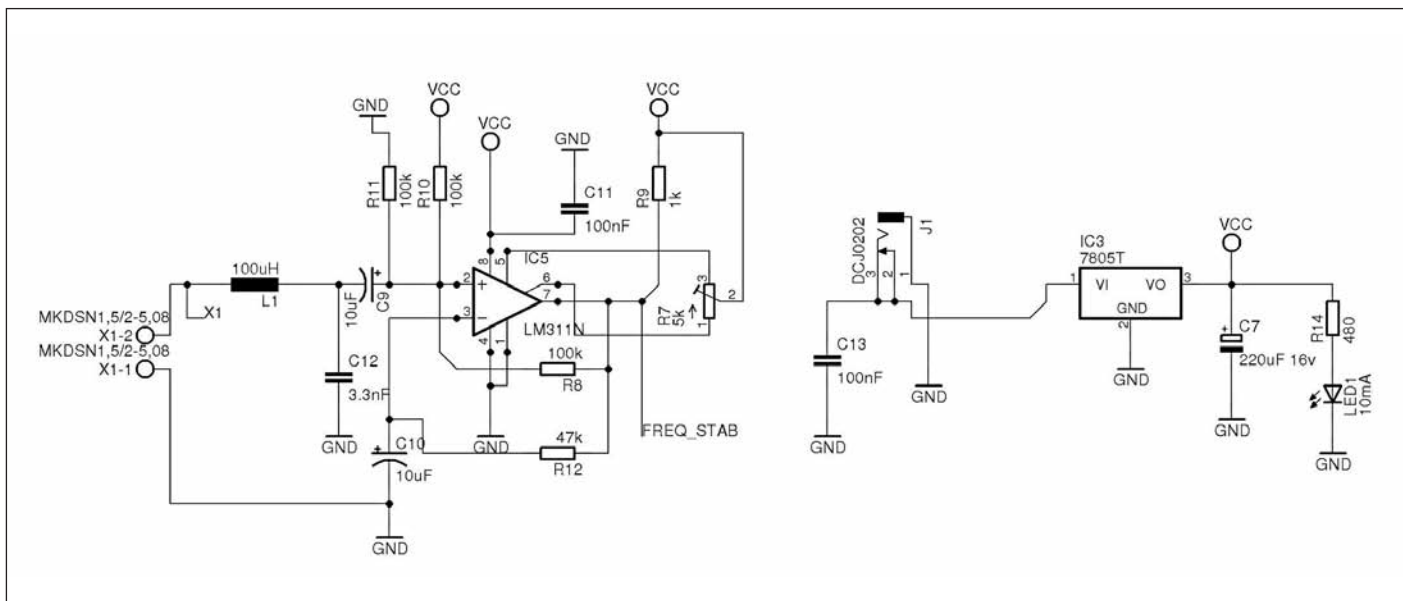 VCC
GND
VCC
VCC
GND
R11
100k
R10
100k
C11
100nF
R9
1k
8
5
IC5
100uH
L1
X1
10uF
+
C9
2
+
3
−
6
7
LM311N
4
1
3
2
R7
5k
1
MKDSN1,5/2-5,08
X1-2
MKDSN1,5/2-5,08
X1-1
C12
3.3nF
GND
100k
R8
GND
47k
R12
FREQ_STAB
+
C10
10uF
GND
DCJ0202
J1
3
2
1
C13
100nF
GND
GND
IC3
7805T
1
VI
VO
3
GND
2
GND
VCC
+
C7
220uF 16v
GND
R14
480
LED1
10mA
GND